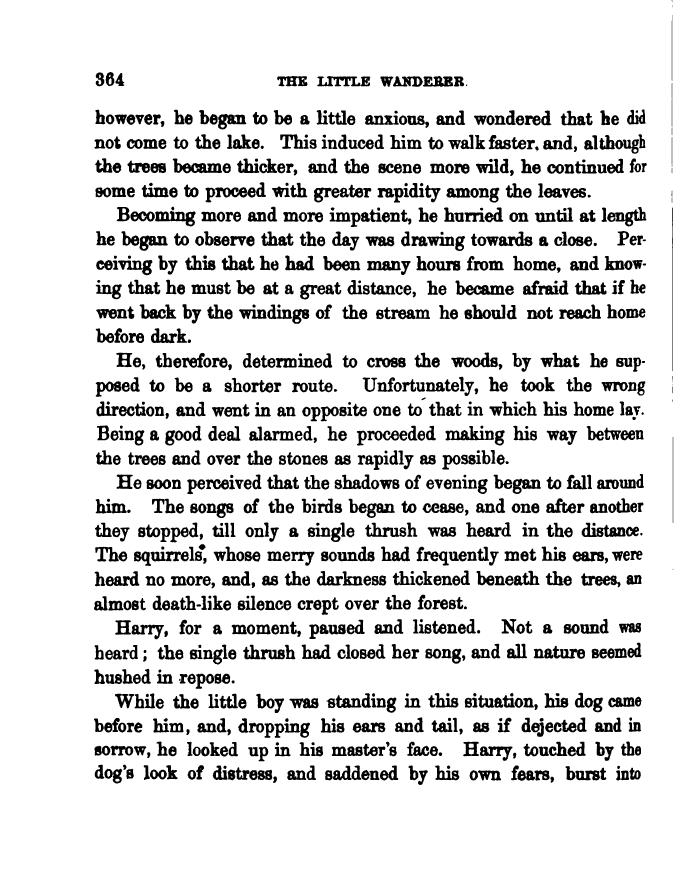 364 THE LITTLE WANDERER.
however, he began to be a little anxious, and wondered that he did
not come to the lake. This induced him to walk faster, and, although
the trees became thicker, and the scene more wild, he continued for
some time to proceed with greater rapidity among the leaves.
Becoming more and more impatient, he hurried on until at length
he began to observe that the day was drawing towards a close. Per-
ceiving by this that he had been many hours from home, and know-
ing that he must be at a great distance, he became afraid that if he
went back by the windings of the stream he should not reach home
before dark.
He, therefore, determined to cross the woods, by what he sup-
posed to be a shorter route. Unfortunately, he took the wrong
direction, and went in an opposite one to that in which his home lay.
Being a good deal alarmed, he proceeded making his way between
the trees and over the stones as rapidly as possible.
He soon perceived that the shadows of evening began to fall around
him. The songs of the birds began to cease, and one after another
they stopped, till only a single thrush was heard in the distance.
The squirrels, whose merry sounds had frequently met his ears, were
heard no more, and, as the darkness thickened beneath the trees, an
almost death-like silence crept over the forest.
Harry, for a moment, paused and listened. Not a sound was
heard; the single thrush had closed her song, and all nature seemed
hushed in repose.
While the little boy was standing in this situation, his dog came
before him, and, dropping his ears and tail, as if dejected and in
sorrow, he looked up in his master's face. Harry, touched by the
dog's look of distress, and saddened by his own fears, burst into